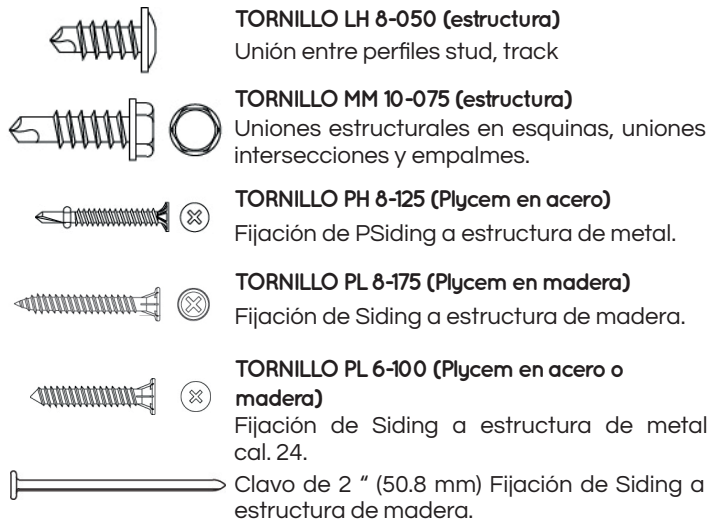 TORNILLO LH 8-050 (estructura)
Unión entre perfiles stud, track
TORNILLO MM 10-075 (estructura)
Uniones estructurales en esquinas, uniones
intersecciones y empalmes.
TORNILLO PH 8-125 (Plycem en acero)
Fijación de PSiding a estructura de metal.
TORNILLO PL 8-175 (Plycem en madera)
Fijación de Siding a estructura de madera.
TORNILLO PL 6-100 (Plycem en acero o
madera)
Fijación de Siding a estructura de metal
cal. 24.
Clavo de 2 “ (50.8 mm) Fijación de Siding a
estructura de madera.